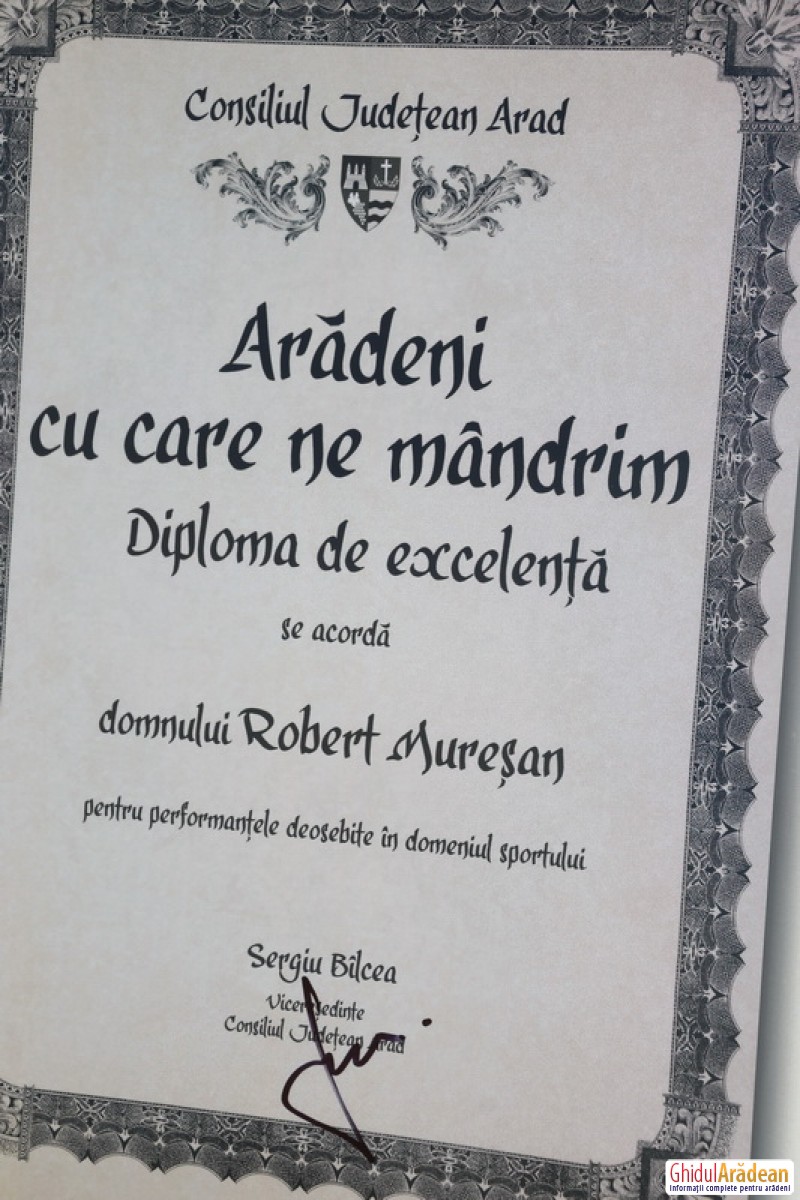 Consiliul Județean Arad
Arădeni
cu care ne mândrim
Diploma de excelență
se acordă
domnului Robert Mureșan
pentru performanțele deosebite în domeniul sportului
Sergiu Bîlcea
Vicepreședinte
Consiliul Județean Arad
GhidulArădean
Informații complete pentru arădeni